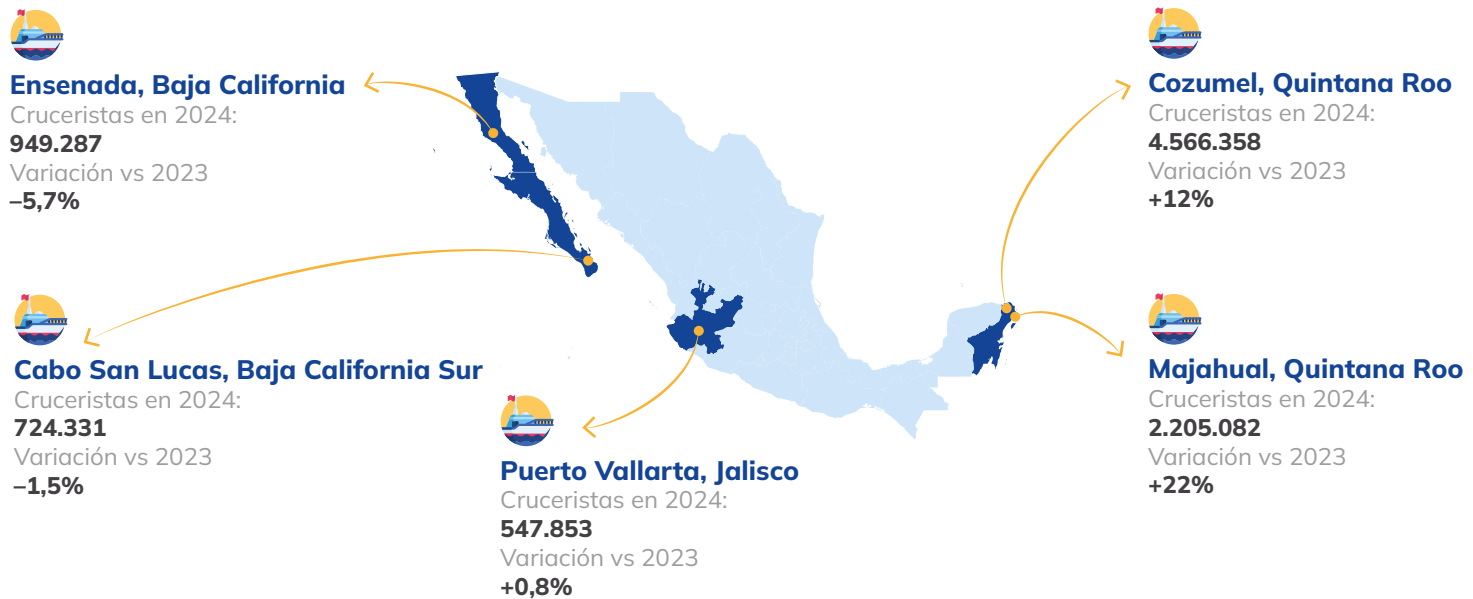 Ensenada, Baja California
Cruceristas en 2024:
949.287
Variación vs 2023
–5,7%
Cozumel, Quintana Roo
Cruceristas en 2024:
4.566.358
Variación vs 2023
+12%
Cabo San Lucas, Baja California Sur
Cruceristas en 2024:
724.331
Variación vs 2023
–1,5%
Puerto Vallarta, Jalisco
Cruceristas en 2024:
547.853
Variación vs 2023
+0,8%
Majahual, Quintana Roo
Cruceristas en 2024:
2.205.082
Variación vs 2023
+22%